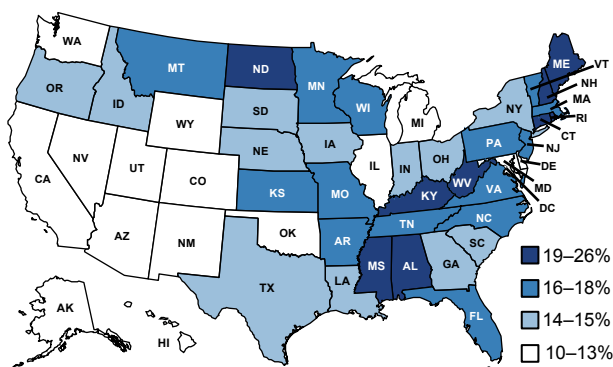 WA
MT
ND
MN
ME
VT
NH
MA
RI
CT
NJ
DE
MD
DC
OR
ID
SD
WI
MI
NY
WY
NE
IA
PA
NV
UT
CO
IL
IN
OH
CA
KS
MO
KY
WV
VA
AZ
NM
OK
AR
TN
NC
SC
TX
LA
MS
AL
GA
FL
AK
HI
19–26%
16–18%
14–15%
10–13%